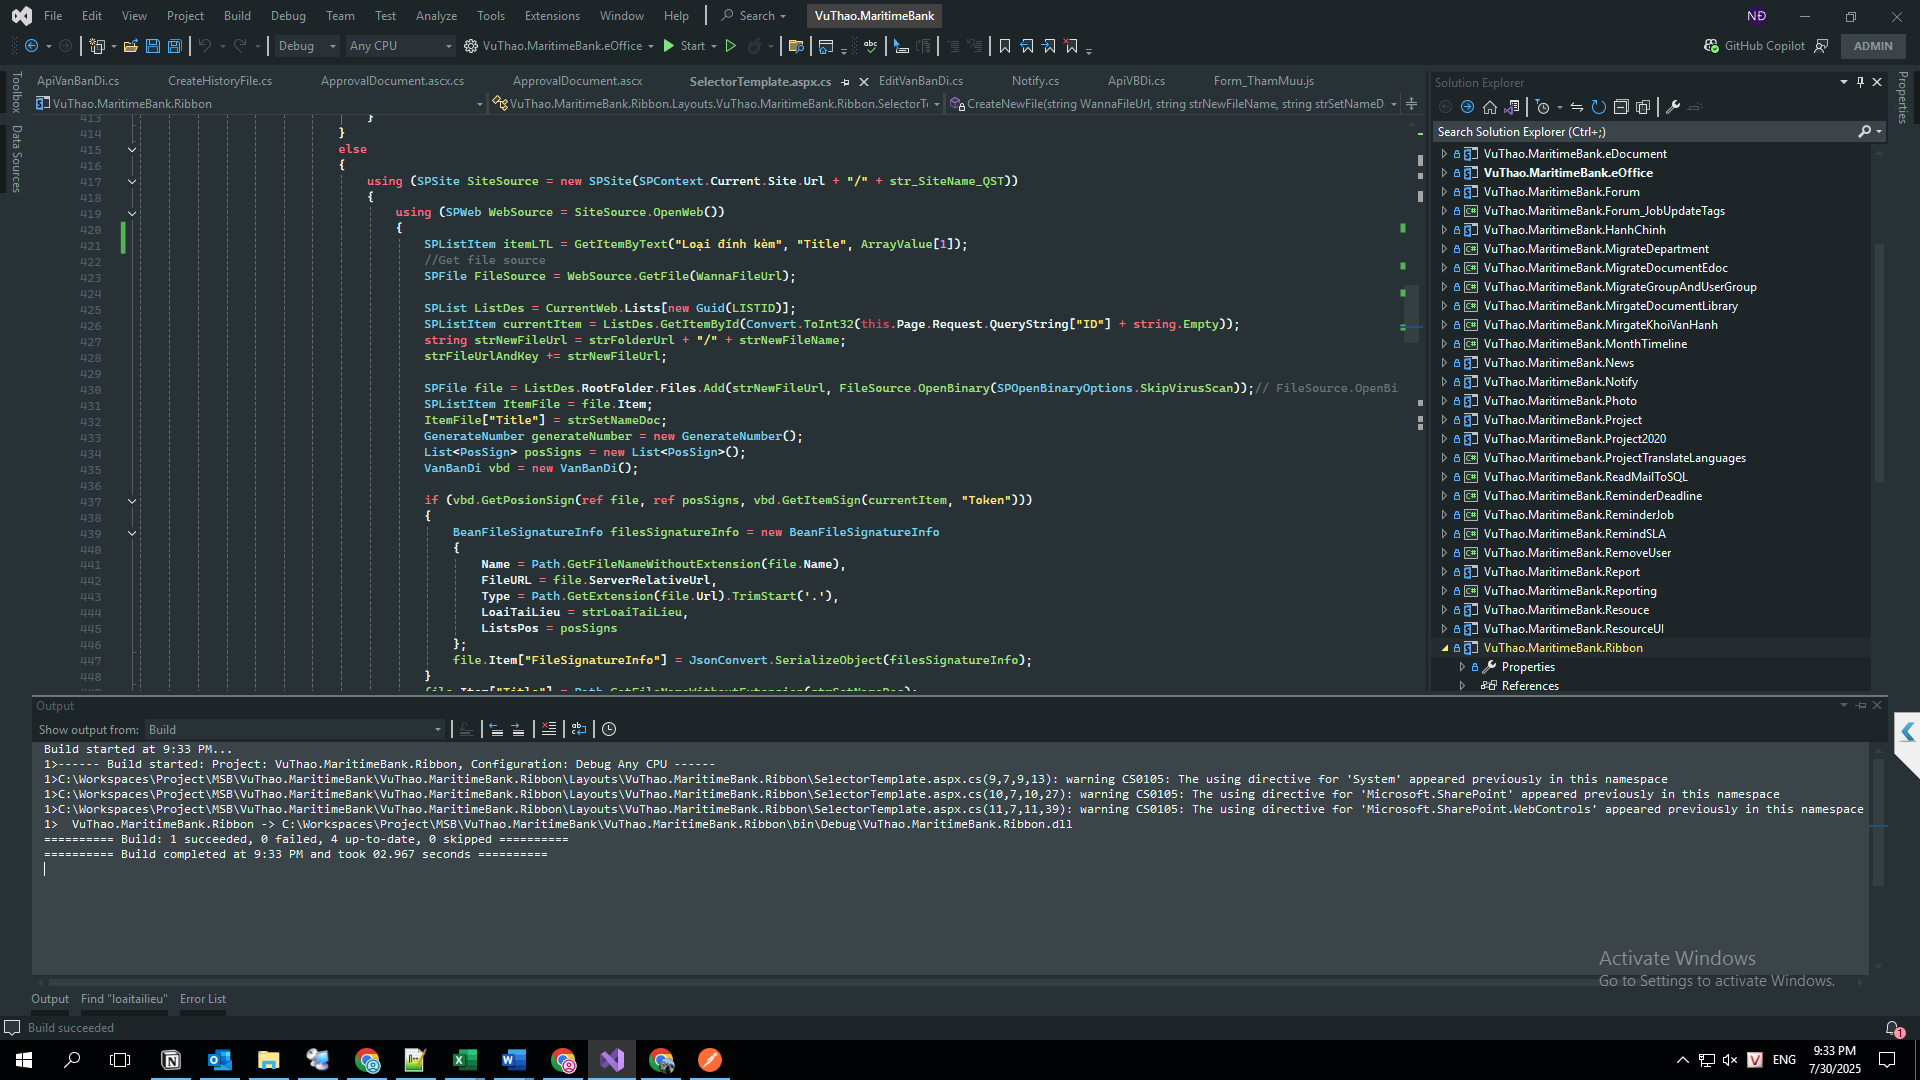 File Edit View Project Build Debug Team Test Analyze Tools Extensions Window Help Search VuThao.MaritimeBank NĐ
Debug Any CPU VuThao.MaritimeBank.eOffice Start GitHub Copilot ADMIN
ApiVanBanDi.cs CreateHistoryFile.cs ApprovalDocument.ascx.cs ApprovalDocument.ascx SelectorTemplate.aspx.cs EditVanBanDi.cs Notify.cs ApiVBDi.cs Form_ThamMuu.js
VuThao.MaritimeBank.Ribbon VuThao.MaritimeBank.Ribbon.Layouts.VuThao.MaritimeBank.Ribbon.SelectorT CreateNewFile(string WannaFileUrl, string strNewFileName, string strSetNameD
Toolbox
Data Sources
413 }
414 }
415 else
416 {
417 using (SPSite SiteSource = new SPSite(SPContext.Current.Site.Url + "/" + str_SiteName_QST))
418 {
419 using (SPWeb WebSource = SiteSource.OpenWeb())
420 {
421 SPListItem itemLTL = GetItemByText("Loại đính kèm", "Title", ArrayValue[1]);
422 //Get file source
423 SPFile FileSource = WebSource.GetFile(WannaFileUrl);
424
425 SPList ListDes = CurrentWeb.Lists[new Guid(LISTID)];
426 SPListItem currentItem = ListDes.GetItemById(Convert.ToInt32(this.Page.Request.QueryString["ID"] + string.Empty));
427 string strNewFileUrl = strFolderUrl + "/" + strNewFileName;
428 strFileUrlAndKey += strNewFileUrl;
429
430 SPFile file = ListDes.RootFolder.Files.Add(strNewFileUrl, FileSource.OpenBinary(SPOpenBinaryOptions.SkipVirusScan));// FileSource.OpenBi
431 SPListItem ItemFile = file.Item;
432 ItemFile["Title"] = strSetNameDoc;
433 GenerateNumber generateNumber = new GenerateNumber();
434 List<PosSign> posSigns = new List<PosSign>();
435 VanBanDi vbd = new VanBanDi();
436
437 if (vbd.GetPosionSign(ref file, ref posSigns, vbd.GetItemSign(currentItem, "Token")))
438 {
439 BeanFileSignatureInfo filesSignatureInfo = new BeanFileSignatureInfo
440 {
441 Name = Path.GetFileNameWithoutExtension(file.Name),
442 FileURL = file.ServerRelativeUrl,
443 Type = Path.GetExtension(file.Url).TrimStart('.'),
444 LoaiTaiLieu = strLoaiTaiLieu,
445 ListsPos = posSigns
446 };
447 file.Item["FileSignatureInfo"] = JsonConvert.SerializeObject(filesSignatureInfo);
448 }
file.Item["Title"] = Path.GetFileNameWithoutExtension(strSetNameDoc);
Solution Explorer
Search Solution Explorer (Ctrl+;)
VuThao.MaritimeBank.eDocument
VuThao.MaritimeBank.eOffice
VuThao.MaritimeBank.Forum
VuThao.MaritimeBank.Forum_JobUpdateTags
VuThao.MaritimeBank.HanhChinh
VuThao.MaritimeBank.MigrateDepartment
VuThao.MaritimeBank.MigrateDocumentEdoc
VuThao.MaritimeBank.MigrateGroupAndUserGroup
VuThao.MaritimeBank.MirgateDocumentLibrary
VuThao.MaritimeBank.MirgateKhoiVanHanh
VuThao.MaritimeBank.MonthTimeline
VuThao.MaritimeBank.News
VuThao.MaritimeBank.Notify
VuThao.MaritimeBank.Photo
VuThao.MaritimeBank.Project
VuThao.MaritimeBank.Project2020
VuThao.MaritimeBank.ProjectTranslateLanguages
VuThao.MaritimeBank.ReadMailToSQL
VuThao.MaritimeBank.ReminderDeadline
VuThao.MaritimeBank.ReminderJob
VuThao.MaritimeBank.RemindSLA
VuThao.MaritimeBank.RemoveUser
VuThao.MaritimeBank.Report
VuThao.MaritimeBank.Reporting
VuThao.MaritimeBank.Resouce
VuThao.MaritimeBank.ResourceUI
VuThao.MaritimeBank.Ribbon
Properties
References
Properties
Output
Show output from: Build
Build started at 9:33 PM...
1>------ Build started: Project: VuThao.MaritimeBank.Ribbon, Configuration: Debug Any CPU ------
1>C:\Workspaces\Project\MSB\VuThao.MaritimeBank\VuThao.MaritimeBank.Ribbon\Layouts\VuThao.MaritimeBank.Ribbon\SelectorTemplate.aspx.cs(9,7,9,13): warning CS0105: The using directive for 'System' appeared previously in this namespace
1>C:\Workspaces\Project\MSB\VuThao.MaritimeBank\VuThao.MaritimeBank.Ribbon\Layouts\VuThao.MaritimeBank.Ribbon\SelectorTemplate.aspx.cs(10,7,10,27): warning CS0105: The using directive for 'Microsoft.SharePoint' appeared previously in this namespace
1>C:\Workspaces\Project\MSB\VuThao.MaritimeBank\VuThao.MaritimeBank.Ribbon\Layouts\VuThao.MaritimeBank.Ribbon\SelectorTemplate.aspx.cs(11,7,11,39): warning CS0105: The using directive for 'Microsoft.SharePoint.WebControls' appeared previously in this namespace
1>  VuThao.MaritimeBank.Ribbon -> C:\Workspaces\Project\MSB\VuThao.MaritimeBank\VuThao.MaritimeBank.Ribbon\bin\Debug\VuThao.MaritimeBank.Ribbon.dll
========== Build: 1 succeeded, 0 failed, 4 up-to-date, 0 skipped ==========
========== Build completed at 9:33 PM and took 02.967 seconds ==========
Activate Windows
Go to Settings to activate Windows.
Output Find "loaitailieu" Error List
Build succeeded 1
ENG 9:33 PM
7/30/2025